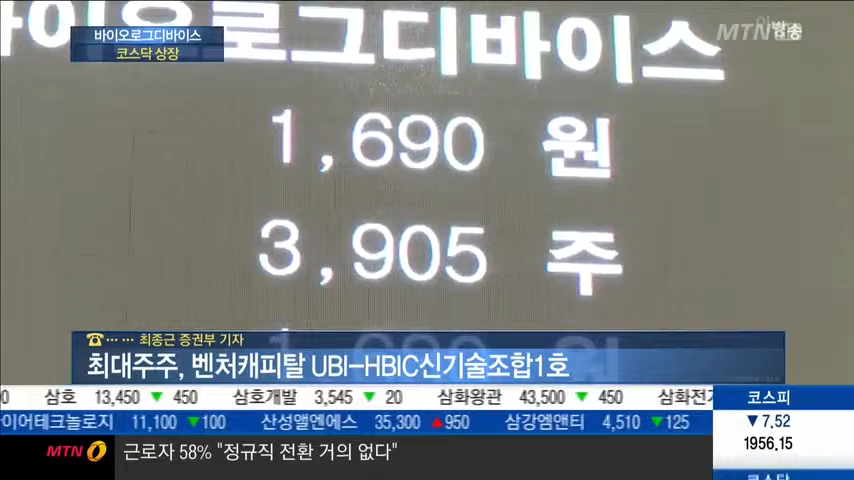 바이오로그디바이스
코스닥 상장
MTN
방송
바이오로그디바이스
1,690 원
3,905 주
☎…… 최종근 증권부 기자
최대주주, 벤처캐피탈 UBI-HBIC신기술조합1호
0 삼호 13,450 ▼ 450 삼호개발 3,545 ▼ 20 삼화왕관 43,500 ▼ 450 삼화전기
이어테크놀로지 11,100 ▼100 산성앨엔에스 35,300 ▲950 삼강엠앤티 4,510 ▼125
코스피
▼7.52
1956.15
MTN 근로자 58% "정규직 전환 거의 없다"